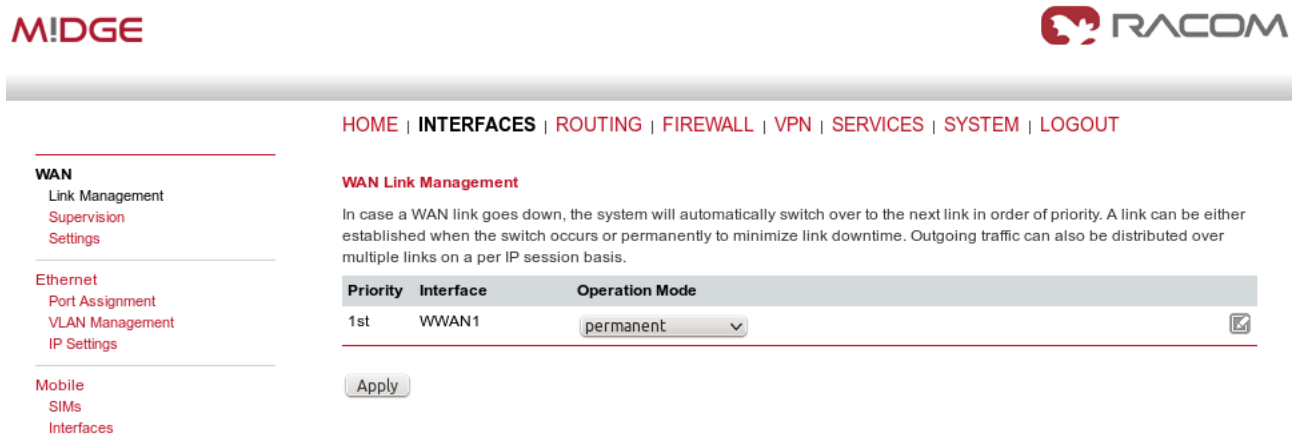 M!DGE
RACOM
HOME | INTERFACES | ROUTING | FIREWALL | VPN | SERVICES | SYSTEM | LOGOUT
WAN
Link Management
Supervision
Settings
Ethernet
Port Assignment
VLAN Management
IP Settings
Mobile
SIMs
Interfaces
WAN Link Management
In case a WAN link goes down, the system will automatically switch over to the next link in order of priority. A link can be either
established when the switch occurs or permanently to minimize link downtime. Outgoing traffic can also be distributed over
multiple links on a per IP session basis.
Priority Interface Operation Mode
1st WWAN1 permanent
Apply